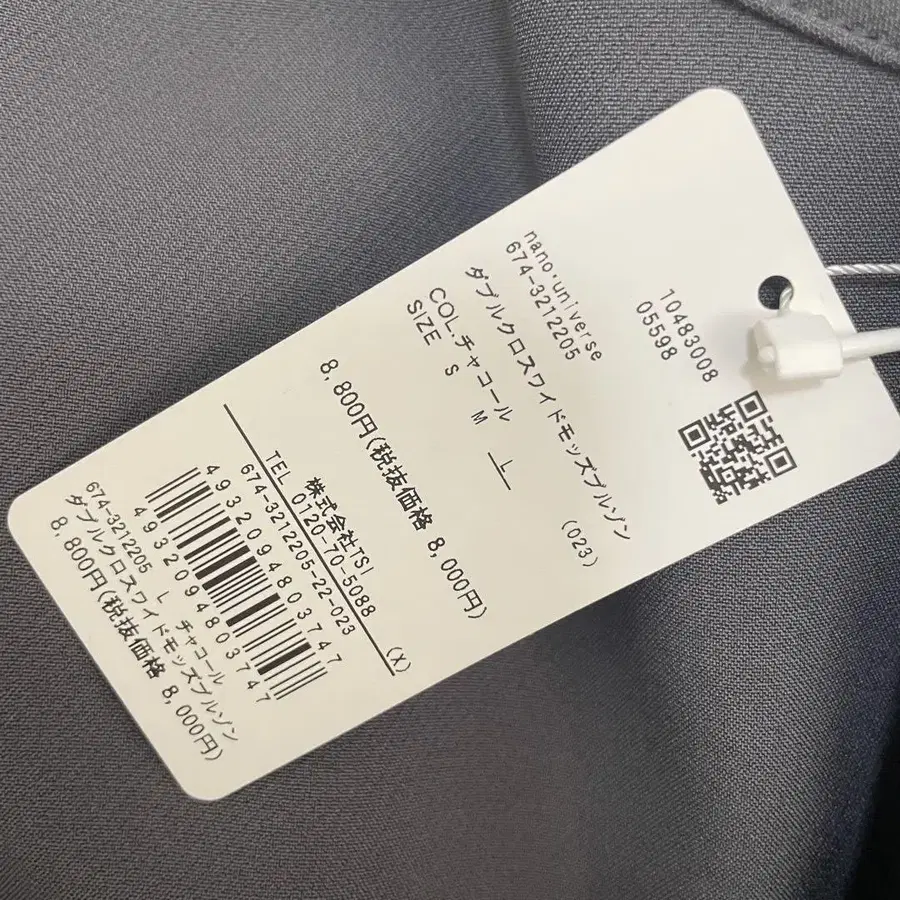 10483008
05598
nano・universe
674-3212205
ダブルクロスワイドモッズブルゾン
COL.チャコール (023)
SIZE S M L
8,800円(税抜価格 8,000円)
株式会社TSI
TEL 0120-70-5088 (X)
674-3212205-22-023
4932094803747
4932094803747
674-3212205 L チャコール
ダブルクロスワイドモッズブルゾン
8,800円(税抜価格 8,000円)